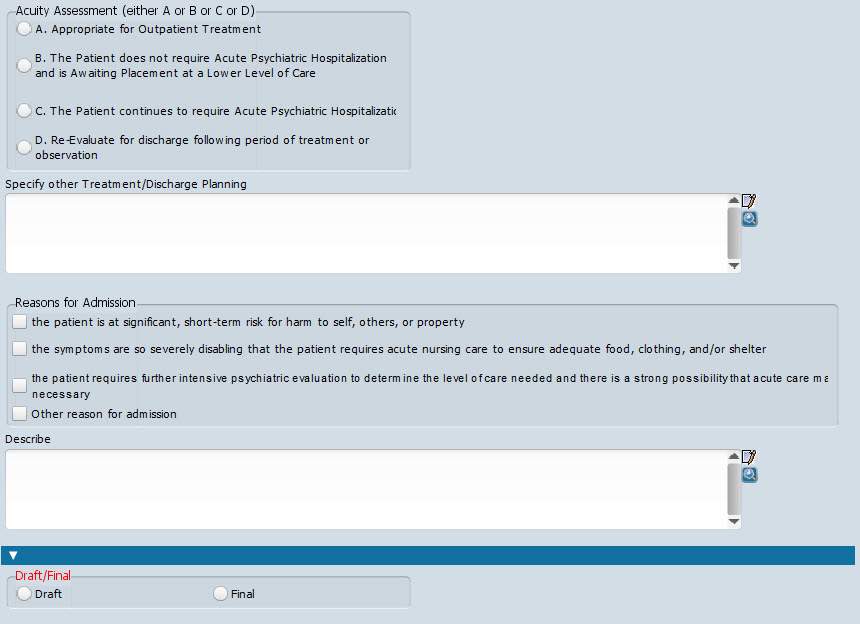 Acuity Assessment (either A or B or C or D)
A. Appropriate for Outpatient Treatment
B. The Patient does not require Acute Psychiatric Hospitalization
and is Awaiting Placement at a Lower Level of Care
C. The Patient continues to require Acute Psychiatric Hospitalizatio
D. Re-Evaluate for discharge following period of treatment or
observation
Specify other Treatment/Discharge Planning
Reasons for Admission
the patient is at significant, short-term risk for harm to self, others, or property
the symptoms are so severely disabling that the patient requires acute nursing care to ensure adequate food, clothing, and/or shelter
the patient requires further intensive psychiatric evaluation to determine the level of care needed and there is a strong possibility that acute care ma
necessary
Other reason for admission
Describe
Draft/Final
Draft Final